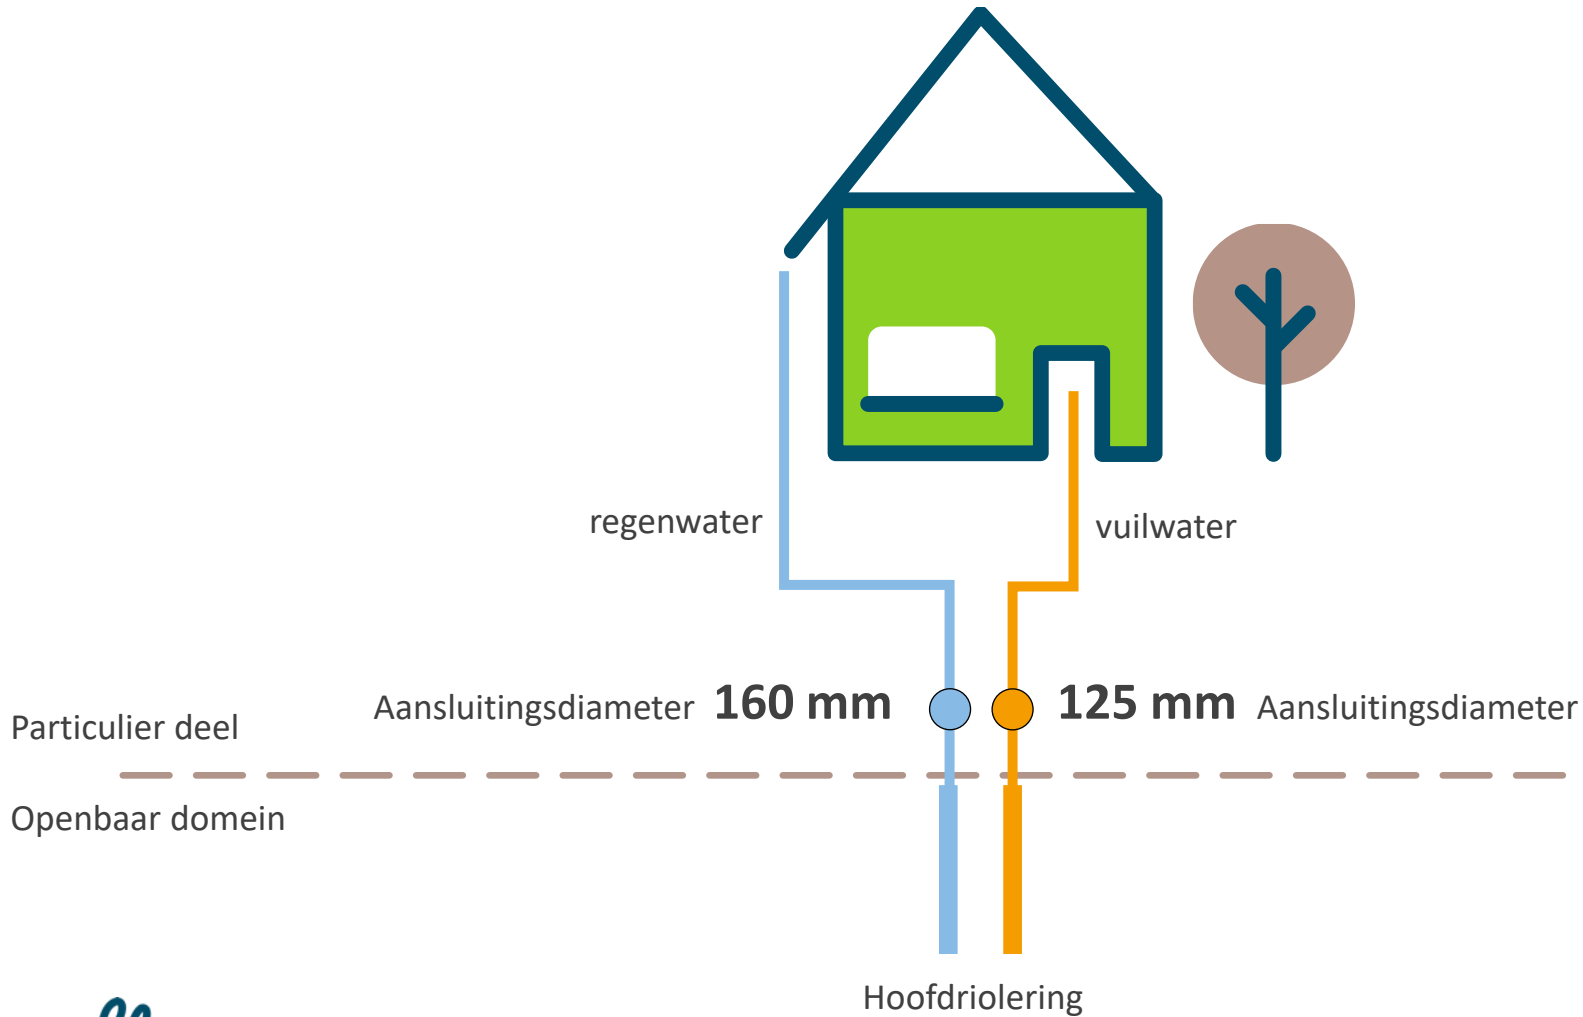 regenwater
vuilwater
Aansluitingsdiameter 160 mm
125 mm Aansluitingsdiameter
Particulier deel
Openbaar domein
Hoofdriolering